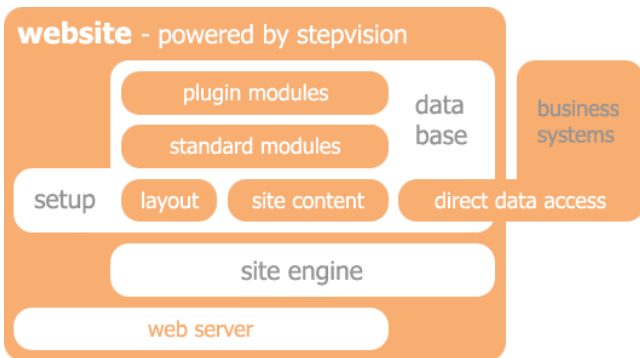 website - powered by stepvision
plugin modules
data
base
business
systems
standard modules
setup
layout
site content
direct data access
site engine
web server